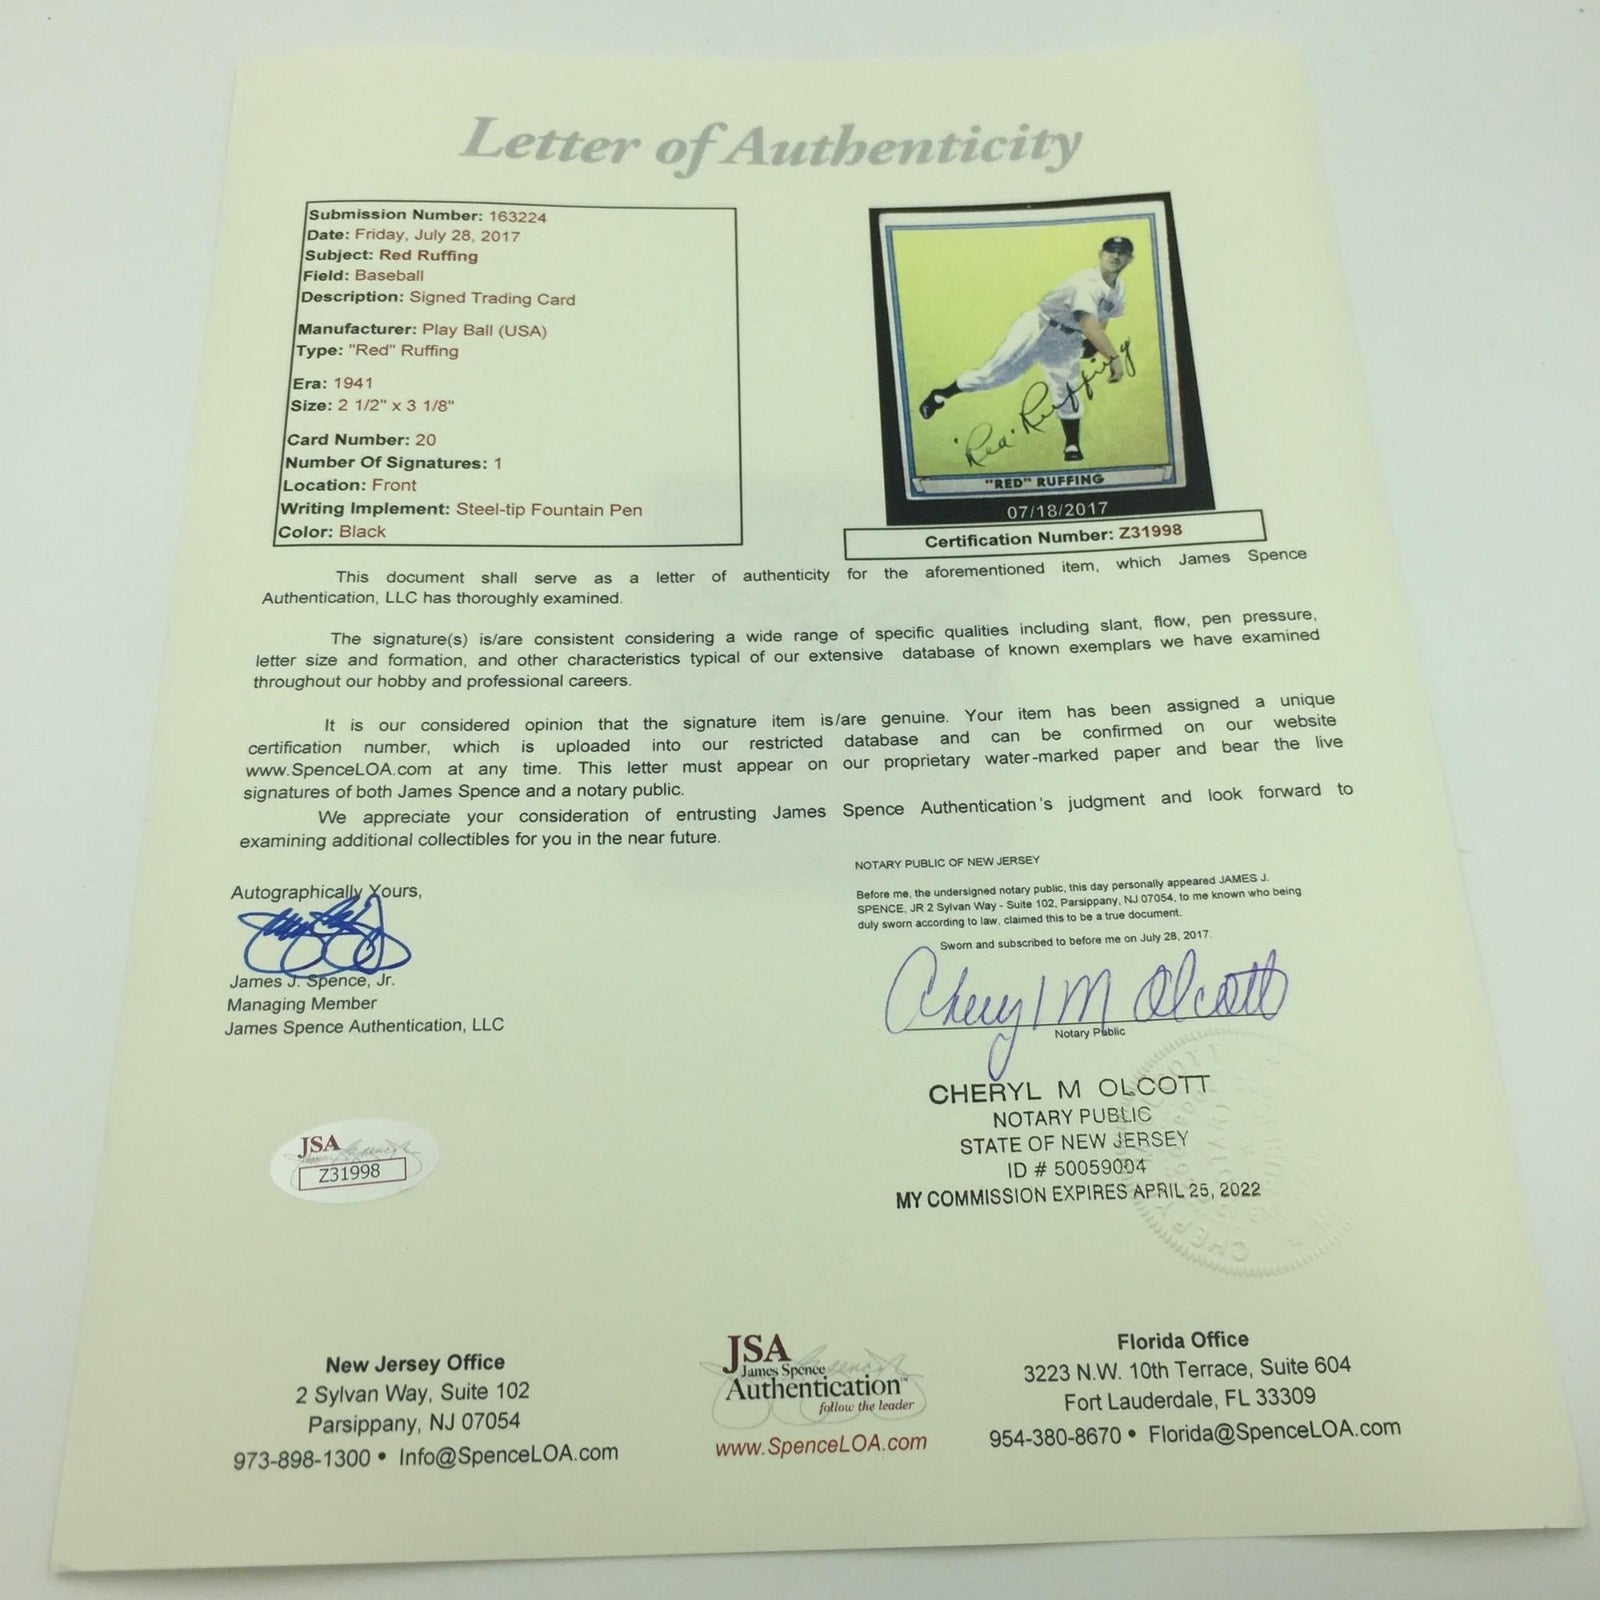 Letter of Authenticity
Submission Number: 163224
Date: Friday, July 28, 2017
Subject: Red Ruffing
Field: Baseball
Description: Signed Trading Card
Manufacturer: Play Ball (USA)
Type: "Red" Ruffing
Era: 1941
Size: 2 1/2" x 3 1/8"
Card Number: 20
Number Of Signatures: 1
Location: Front
Writing Implement: Steel-tip Fountain Pen
Color: Black
"Red" Ruffing
"RED" RUFFING
07/18/2017
Certification Number: Z31998
This document shall serve as a letter of authenticity for the aforementioned item, which James Spence
Authentication, LLC has thoroughly examined.
The signature(s) is/are consistent considering a wide range of specific qualities including slant, flow, pen pressure,
letter size and formation, and other characteristics typical of our extensive database of known exemplars we have examined
throughout our hobby and professional careers.
It is our considered opinion that the signature item is/are genuine. Your item has been assigned a unique
certification number, which is uploaded into our restricted database and can be confirmed on our website
www.SpenceLOA.com at any time. This letter must appear on our proprietary water-marked paper and bear the live
signatures of both James Spence and a notary public.
We appreciate your consideration of entrusting James Spence Authentication's judgment and look forward to
examining additional collectibles for you in the near future.
Autographically Yours,
James J. Spence, Jr.
Managing Member
James Spence Authentication, LLC
NOTARY PUBLIC OF NEW JERSEY
Before me, the undersigned notary public, this day personally appeared JAMES J.
SPENCE, JR 2 Sylvan Way - Suite 102, Parsippany, NJ 07054, to me known who being
duly sworn according to law, claimed this to be a true document.
Sworn and subscribed to before me on July 28, 2017.
Cheryl M Olcott
Notary Public
CHERYL M OLCOTT
NOTARY PUBLIC
STATE OF NEW JERSEY
ID # 50059004
MY COMMISSION EXPIRES APRIL 25, 2022
JSA
Z31998
New Jersey Office
2 Sylvan Way, Suite 102
Parsippany, NJ 07054
973-898-1300 • Info@SpenceLOA.com
JSA
James Spence
Authentication™
follow the leader
www.SpenceLOA.com
Florida Office
3223 N.W. 10th Terrace, Suite 604
Fort Lauderdale, FL 33309
954-380-8670 • Florida@SpenceLOA.com